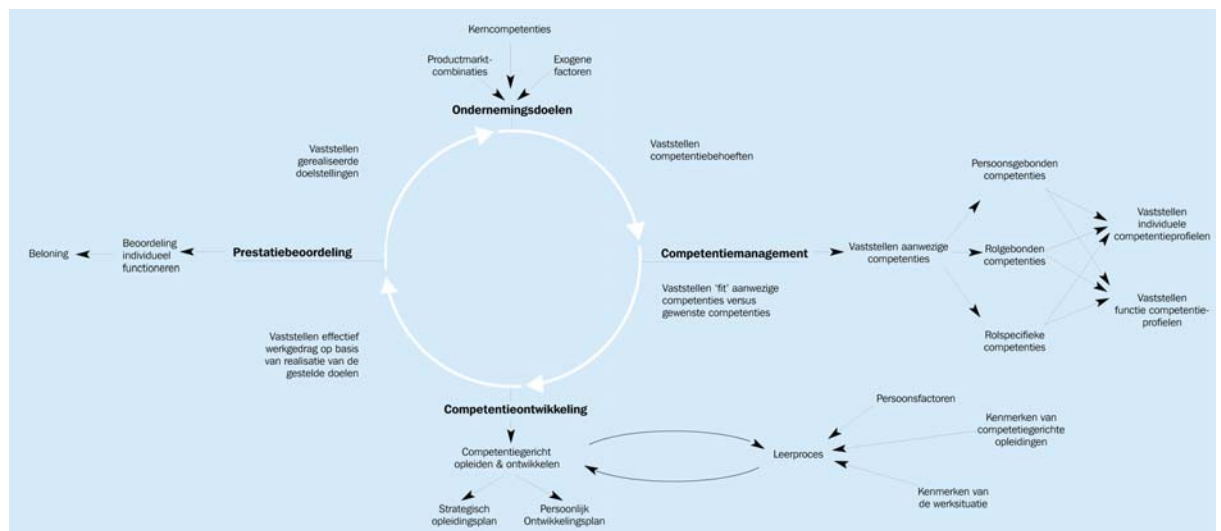 Kerncompetenties
Productmarkt-
combinaties
Exogene
factoren
Ondernemingsdoelen
Vaststellen
gerealiseerde
doelstellingen
Vaststellen
competentiebehoeften
Persoonsgebonden
competenties
Vaststellen
individuele
competentieprofielen
Beloning
Beoordeling
individueel
functioneren
Prestatiebeoordeling
Competentiemanagement
Vaststellen aanwezige
competenties
Rolgebonden
competenties
Vaststellen 'fit' aanwezige
competenties versus
gewenste competenties
Vaststellen
functie competentie-
profielen
Vaststellen effectief
werkgedrag op basis
van realisatie van de
gestelde doelen
Rolspecifieke
competenties
Competentieontwikkeling
Persoonsfactoren
Kenmerken van
competetiegerichte
opleidingen
Competentiegericht
opleiden & ontwikkelen
Leerproces
Kenmerken van
de werksituatie
Strategisch
opleidingsplan
Persoonlijk
Ontwikkelingsplan